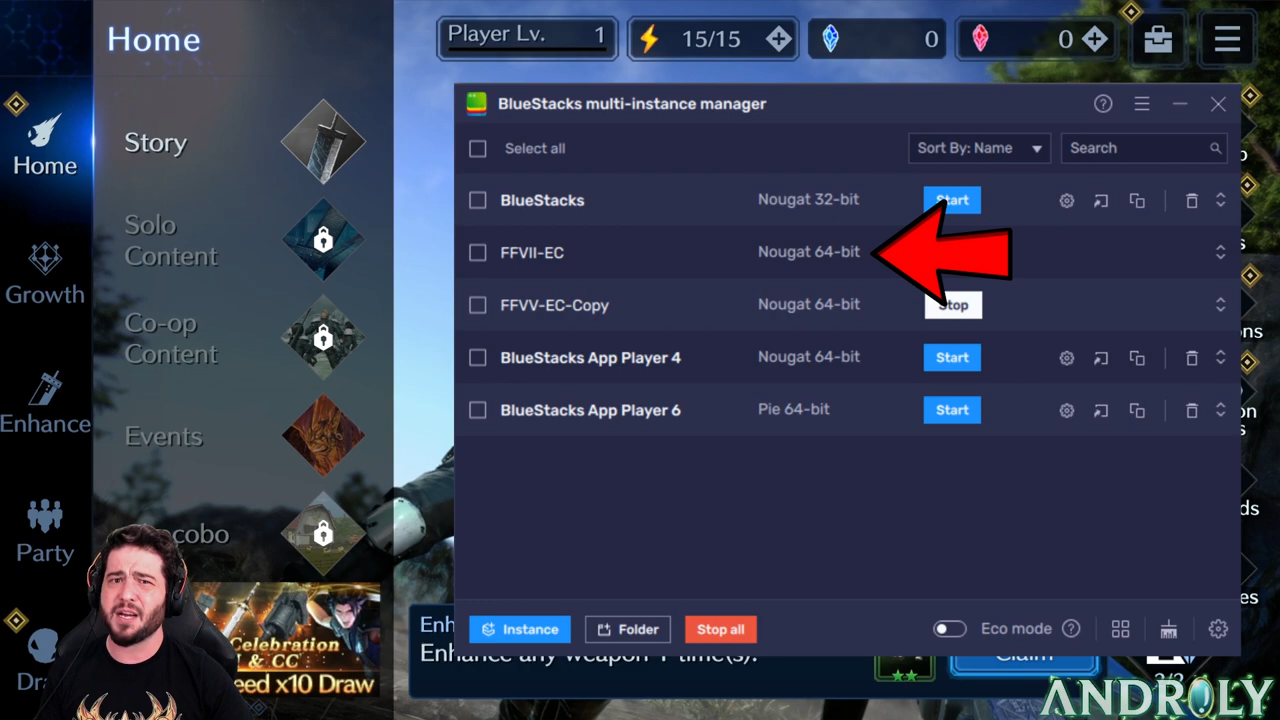 Home
Player Lv. 1
15/15
0
0
Home
Growth
Enhance
Party
Story
Solo
Content
Co-op
Content
Events
Celebration
& CC
x10 Draw
BlueStacks multi-instance manager
Select all
Sort By: Name
Search
BlueStacks
Nougat 32-bit
Start
FFVII-EC
Nougat 64-bit
FFVV-EC-Copy
Nougat 64-bit
Stop
BlueStacks App Player 4
Nougat 64-bit
Start
BlueStacks App Player 6
Pie 64-bit
Start
Instance
Folder
Stop all
Eco mode
Enhance any weapon 1 time(s).
Claim
ANDROLY